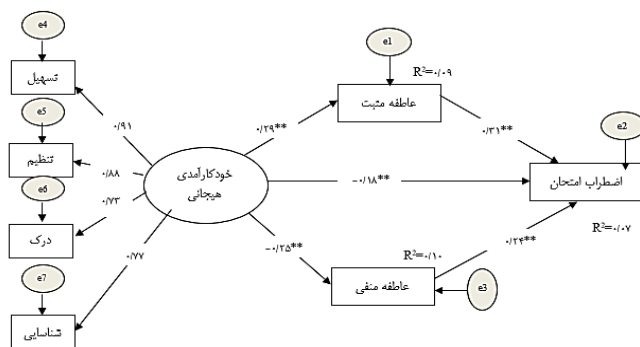 e4
تسهیل
e5
تنظیم
e6
درک
e7
شناسایی
۰/۹۱
۰/۸۸
۰/۷۳
۰/۷۷
خودکارآمدی
هیجانی
۰/۲۹**
-۰/۱۸**
-۰/۲۵**
e1
R²=۰/۰۹
عاطفه مثبت
۰/۳۱**
R²=۰/۱۰
عاطفه منفی
e3
۰/۲۴**
e2
اضطراب امتحان
R²=۰/۰۷